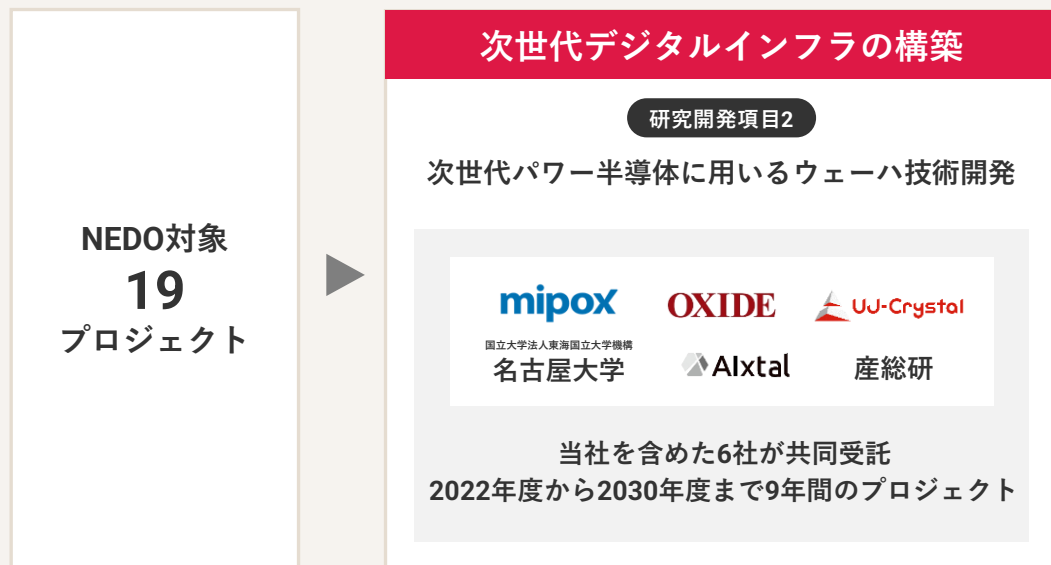 NEDO対象
19
プロジェクト
次世代デジタルインフラの構築
研究開発項目2
次世代パワー半導体に用いるウェーハ技術開発
mipox
OXIDE
UJ-Crystal
国立大学法人東海国立大学機構
名古屋大学
AIxtal
産総研
当社を含めた6社が共同受託
2022年度から2030年度まで9年間のプロジェクト